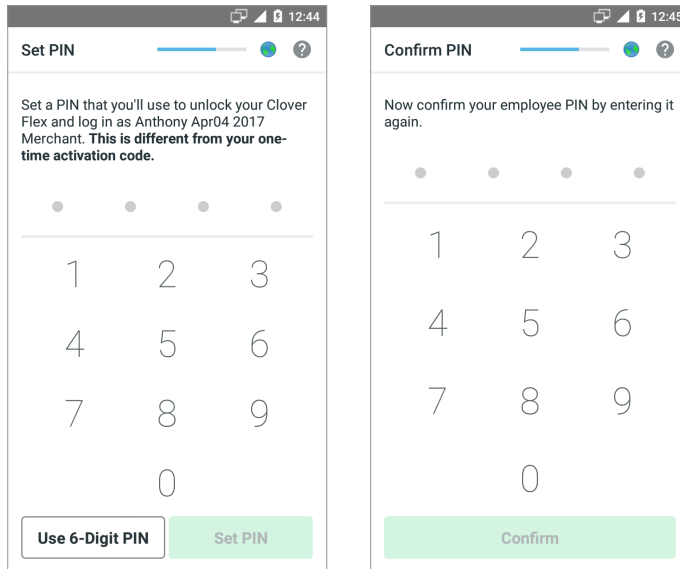 12:44
Set PIN
?
Set a PIN that you'll use to unlock your Clover
Flex and log in as Anthony Apr04 2017
Merchant. This is different from your one-
time activation code.
1 2 3
4 5 6
7 8 9
0
Use 6-Digit PIN Set PIN
12:45
Confirm PIN
?
Now confirm your employee PIN by entering it
again.
1 2 3
4 5 6
7 8 9
0
Confirm